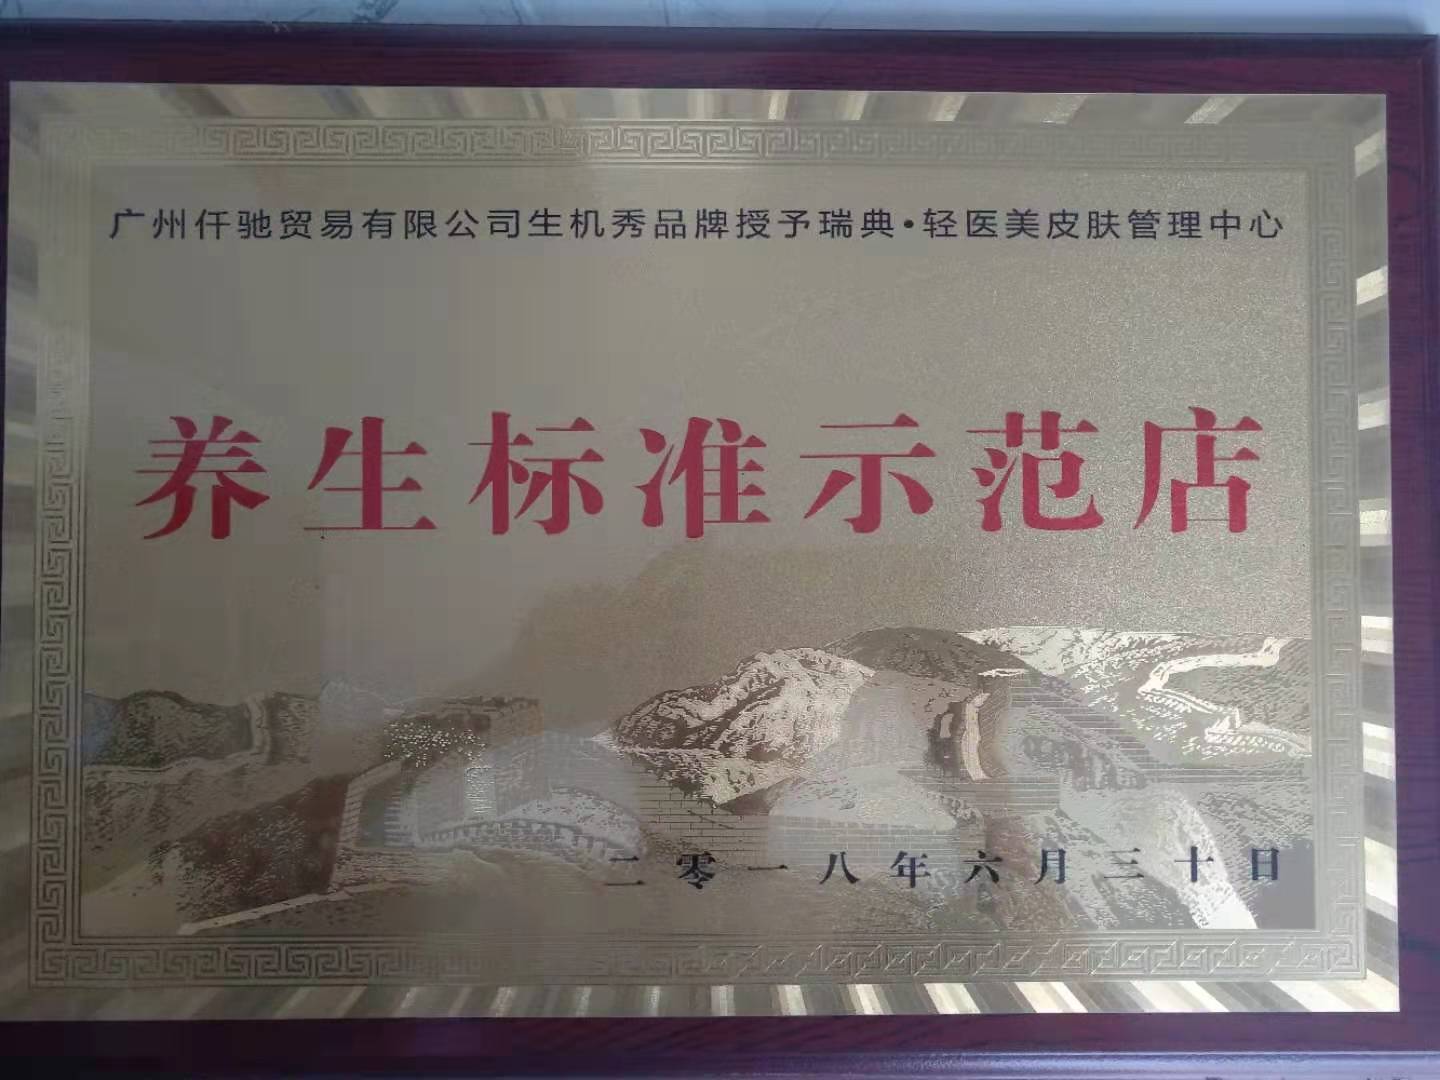 广州仟驰贸易有限公司生机秀品牌授予瑞典·轻医美皮肤管理中心
养生标准示范店
二零一八年六月三十日